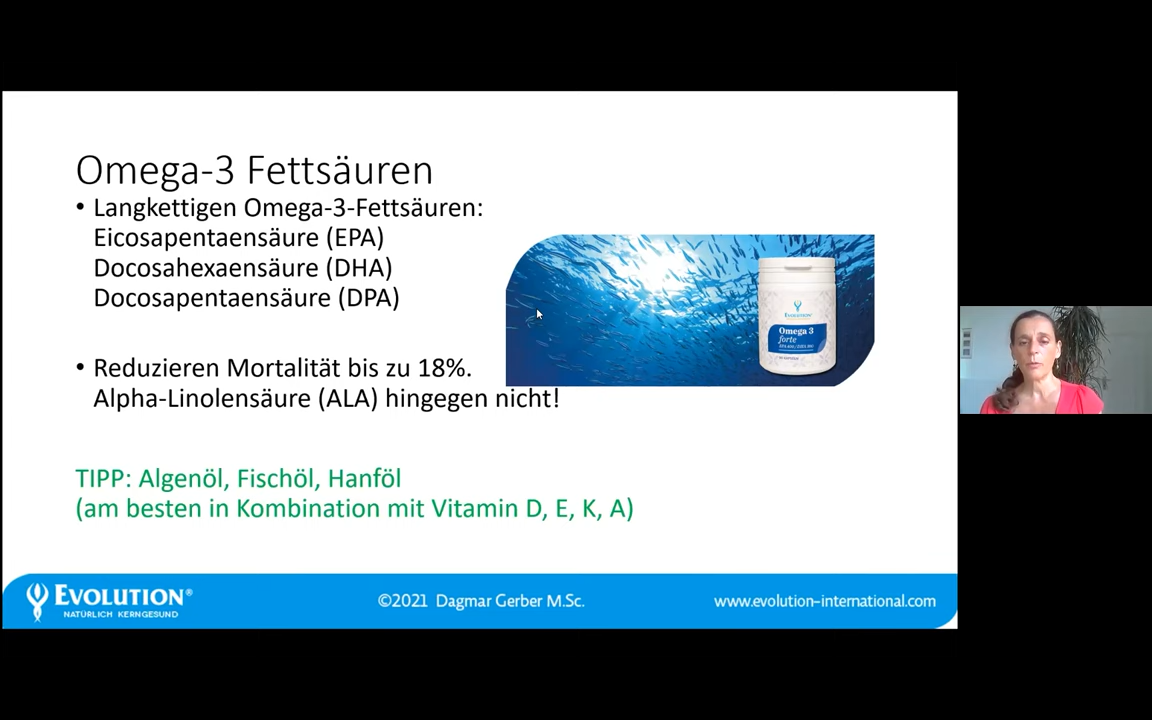 Omega-3 Fettsäuren
• Langkettigen Omega-3-Fettsäuren:
Eicosapentaensäure (EPA)
Docosahexaensäure (DHA)
Docosapentaensäure (DPA)
EVOLUTION
Omega 3
forte
• Reduzieren Mortalität bis zu 18%.
Alpha-Linolensäure (ALA) hingegen nicht!
TIPP: Algenöl, Fischöl, Hanföl
(am besten in Kombination mit Vitamin D, E, K, A)
EVOLUTION®
NATÜRLICH KERNGESUND
©2021 Dagmar Gerber M.Sc.
www.evolution-international.com